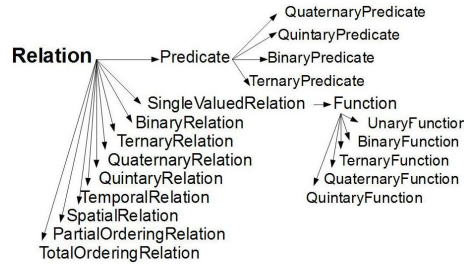 QuaternaryPredicate
QuintaryPredicate
Relation Predicate BinaryPredicate
TernaryPredicate
SingleValuedRelation Function
BinaryRelation UnaryFunction
TernaryRelation BinaryFunction
QuaternaryRelation TernaryFunction
QuintaryRelation QuaternaryFunction
TemporalRelation QuintaryFunction
SpatialRelation
PartialOrderingRelation
TotalOrderingRelation